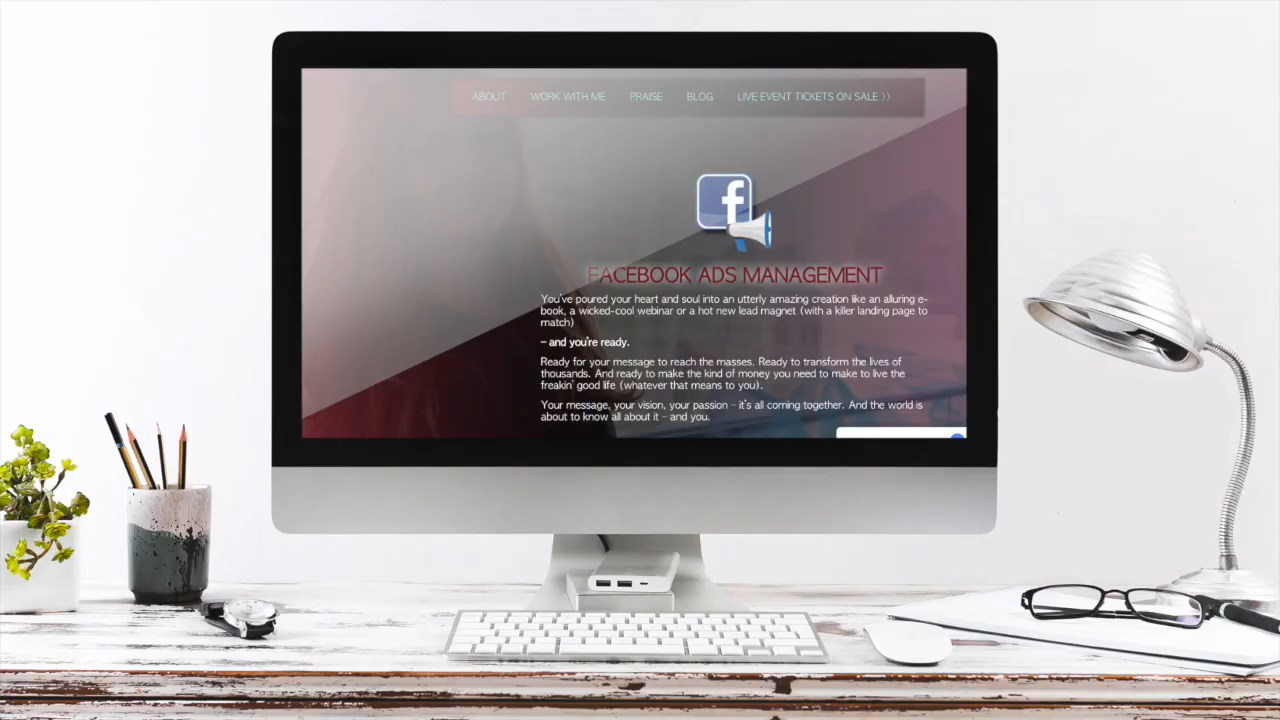 ABOUT WORK WITH ME PRAISE BLOG LIVE EVENT TICKETS ON SALE 》
f
FACEBOOK ADS MANAGEMENT
You've poured your heart and soul into an utterly amazing creation like an alluring e-
book, a wicked-cool webinar or a hot new lead magnet (with a killer landing page to
match)
– and you're ready.
Ready for your message to reach the masses. Ready to transform the lives of
thousands. And ready to make the kind of money you need to make to live the
freakin' good life (whatever that means to you).
Your message, your vision, your passion – it's all coming together. And the world is
about to know all about it – and you.